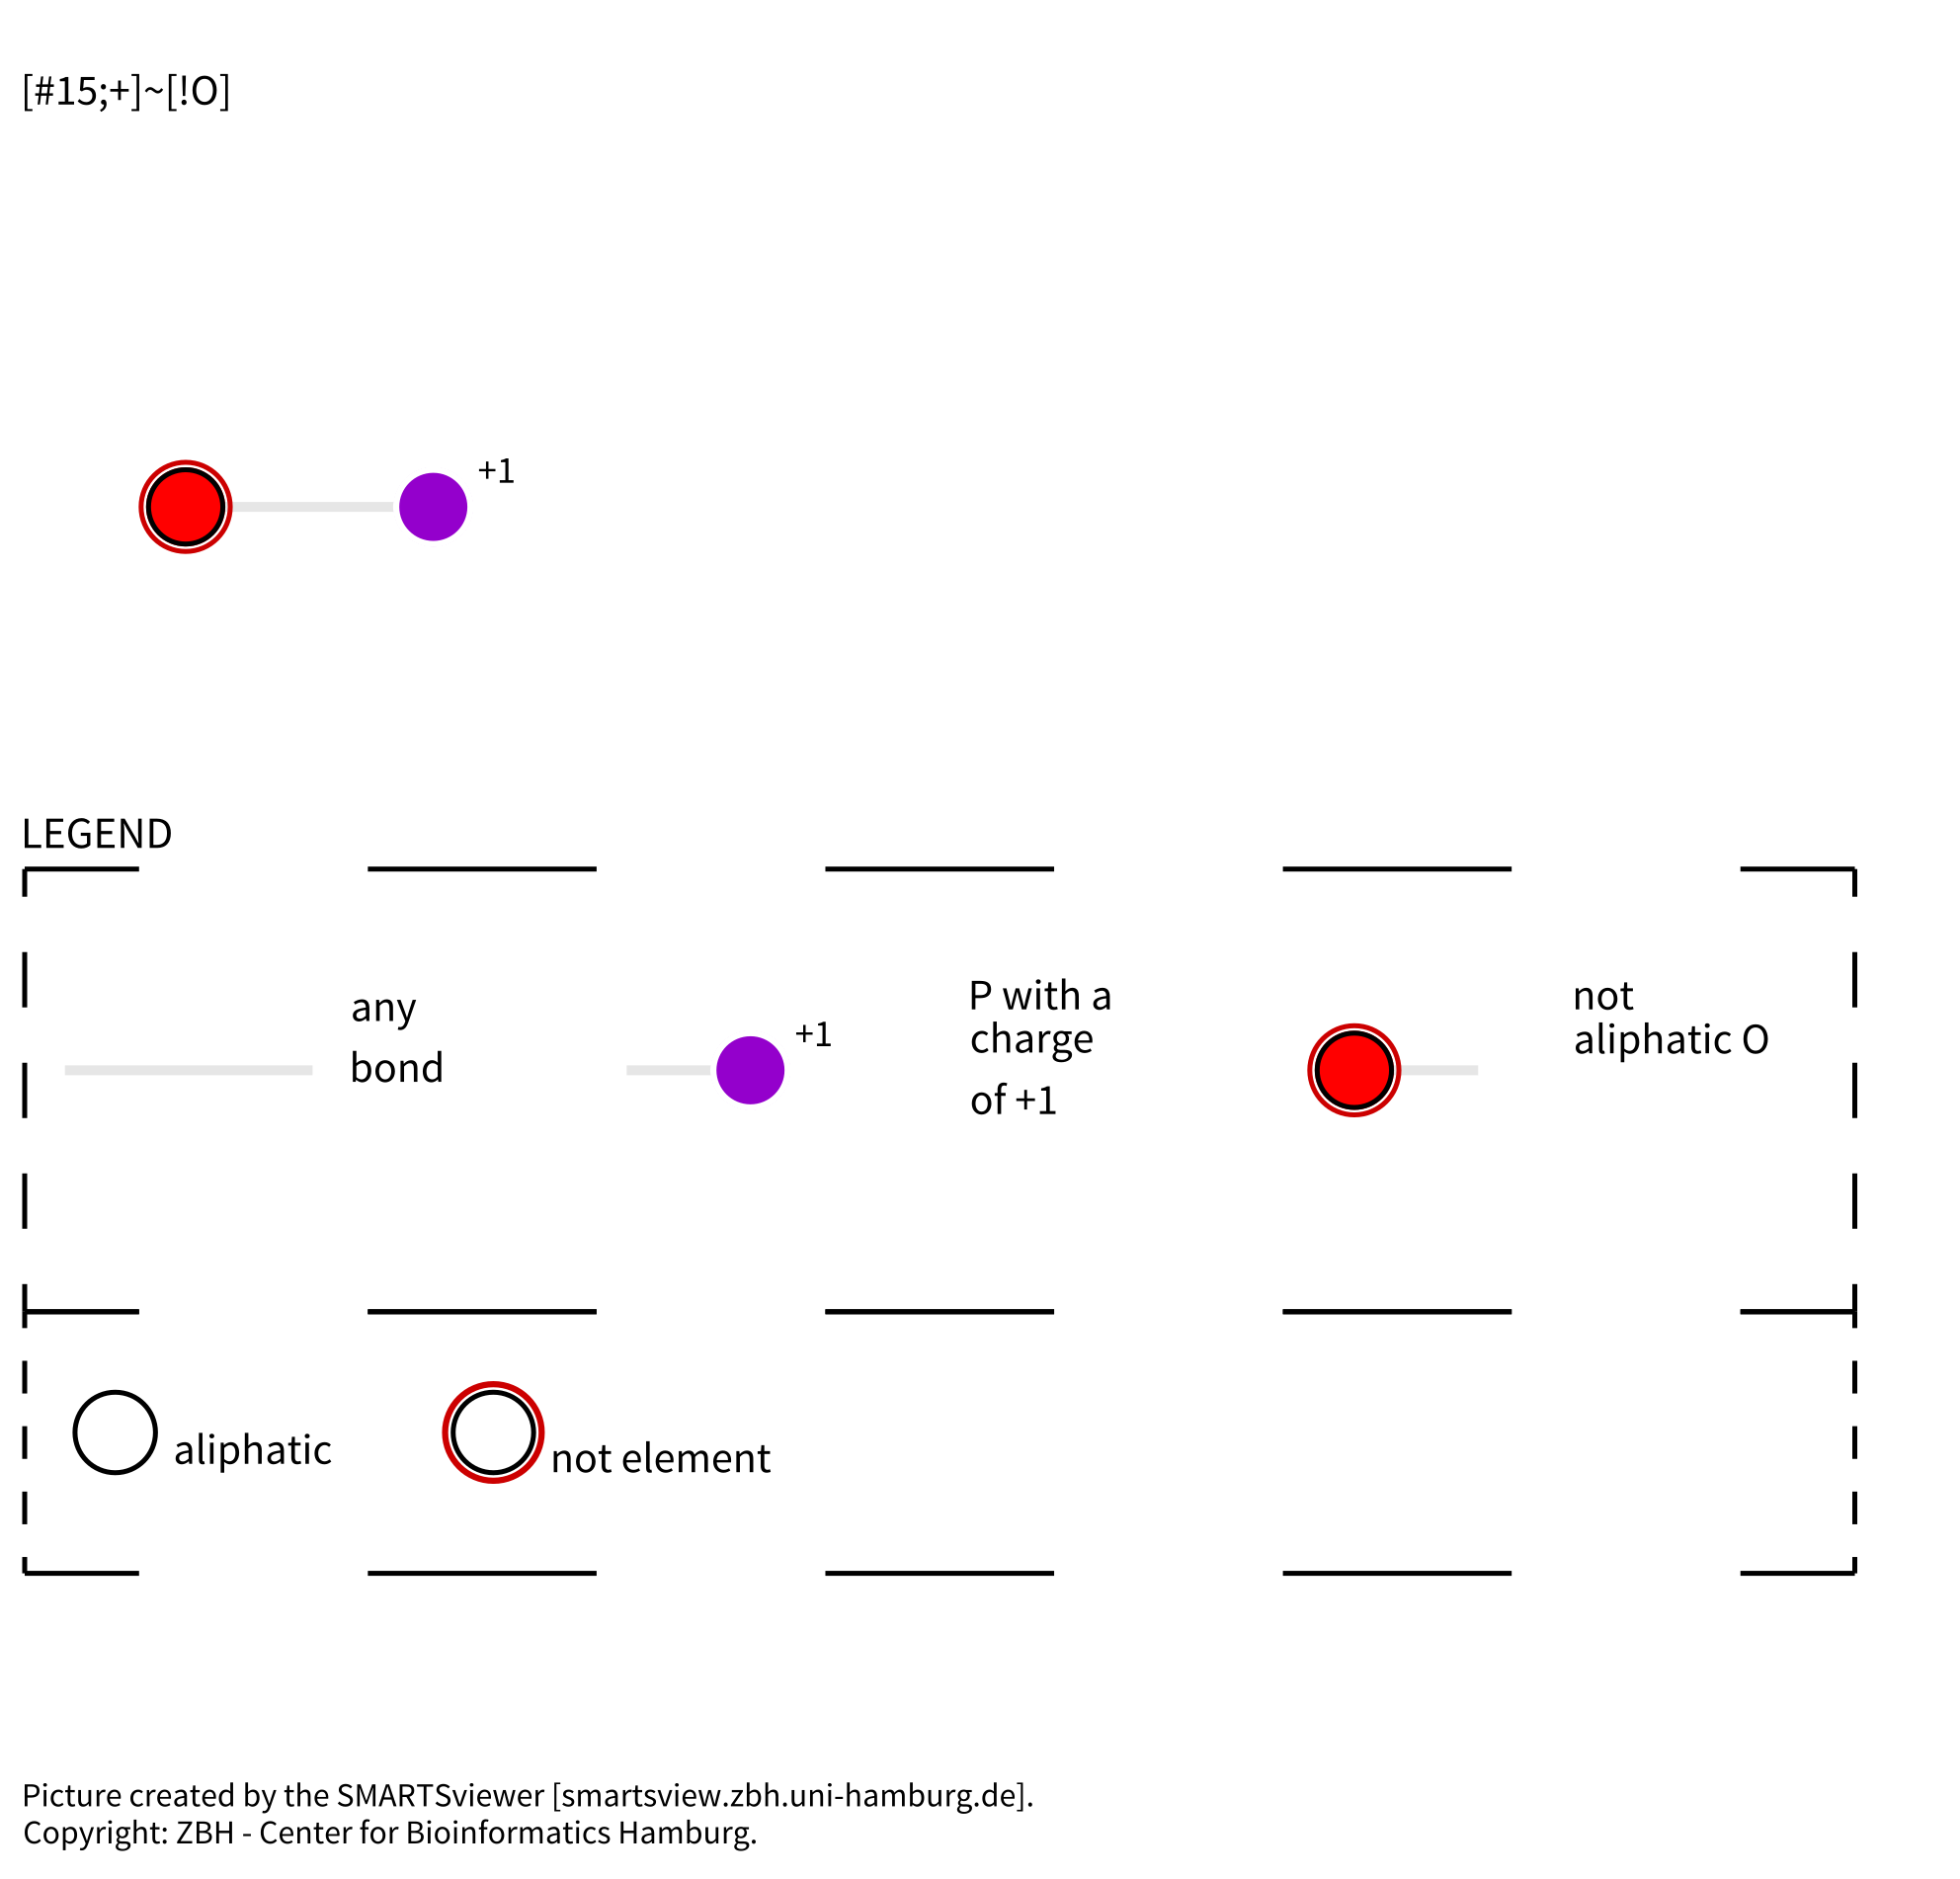 [#15;+]~[!O]
+1
LEGEND
any
bond
+1
P with a
charge
of +1
not
aliphatic O
aliphatic
not element
Picture created by the SMARTSviewer [smartsview.zbh.uni-hamburg.de].
Copyright: ZBH - Center for Bioinformatics Hamburg.